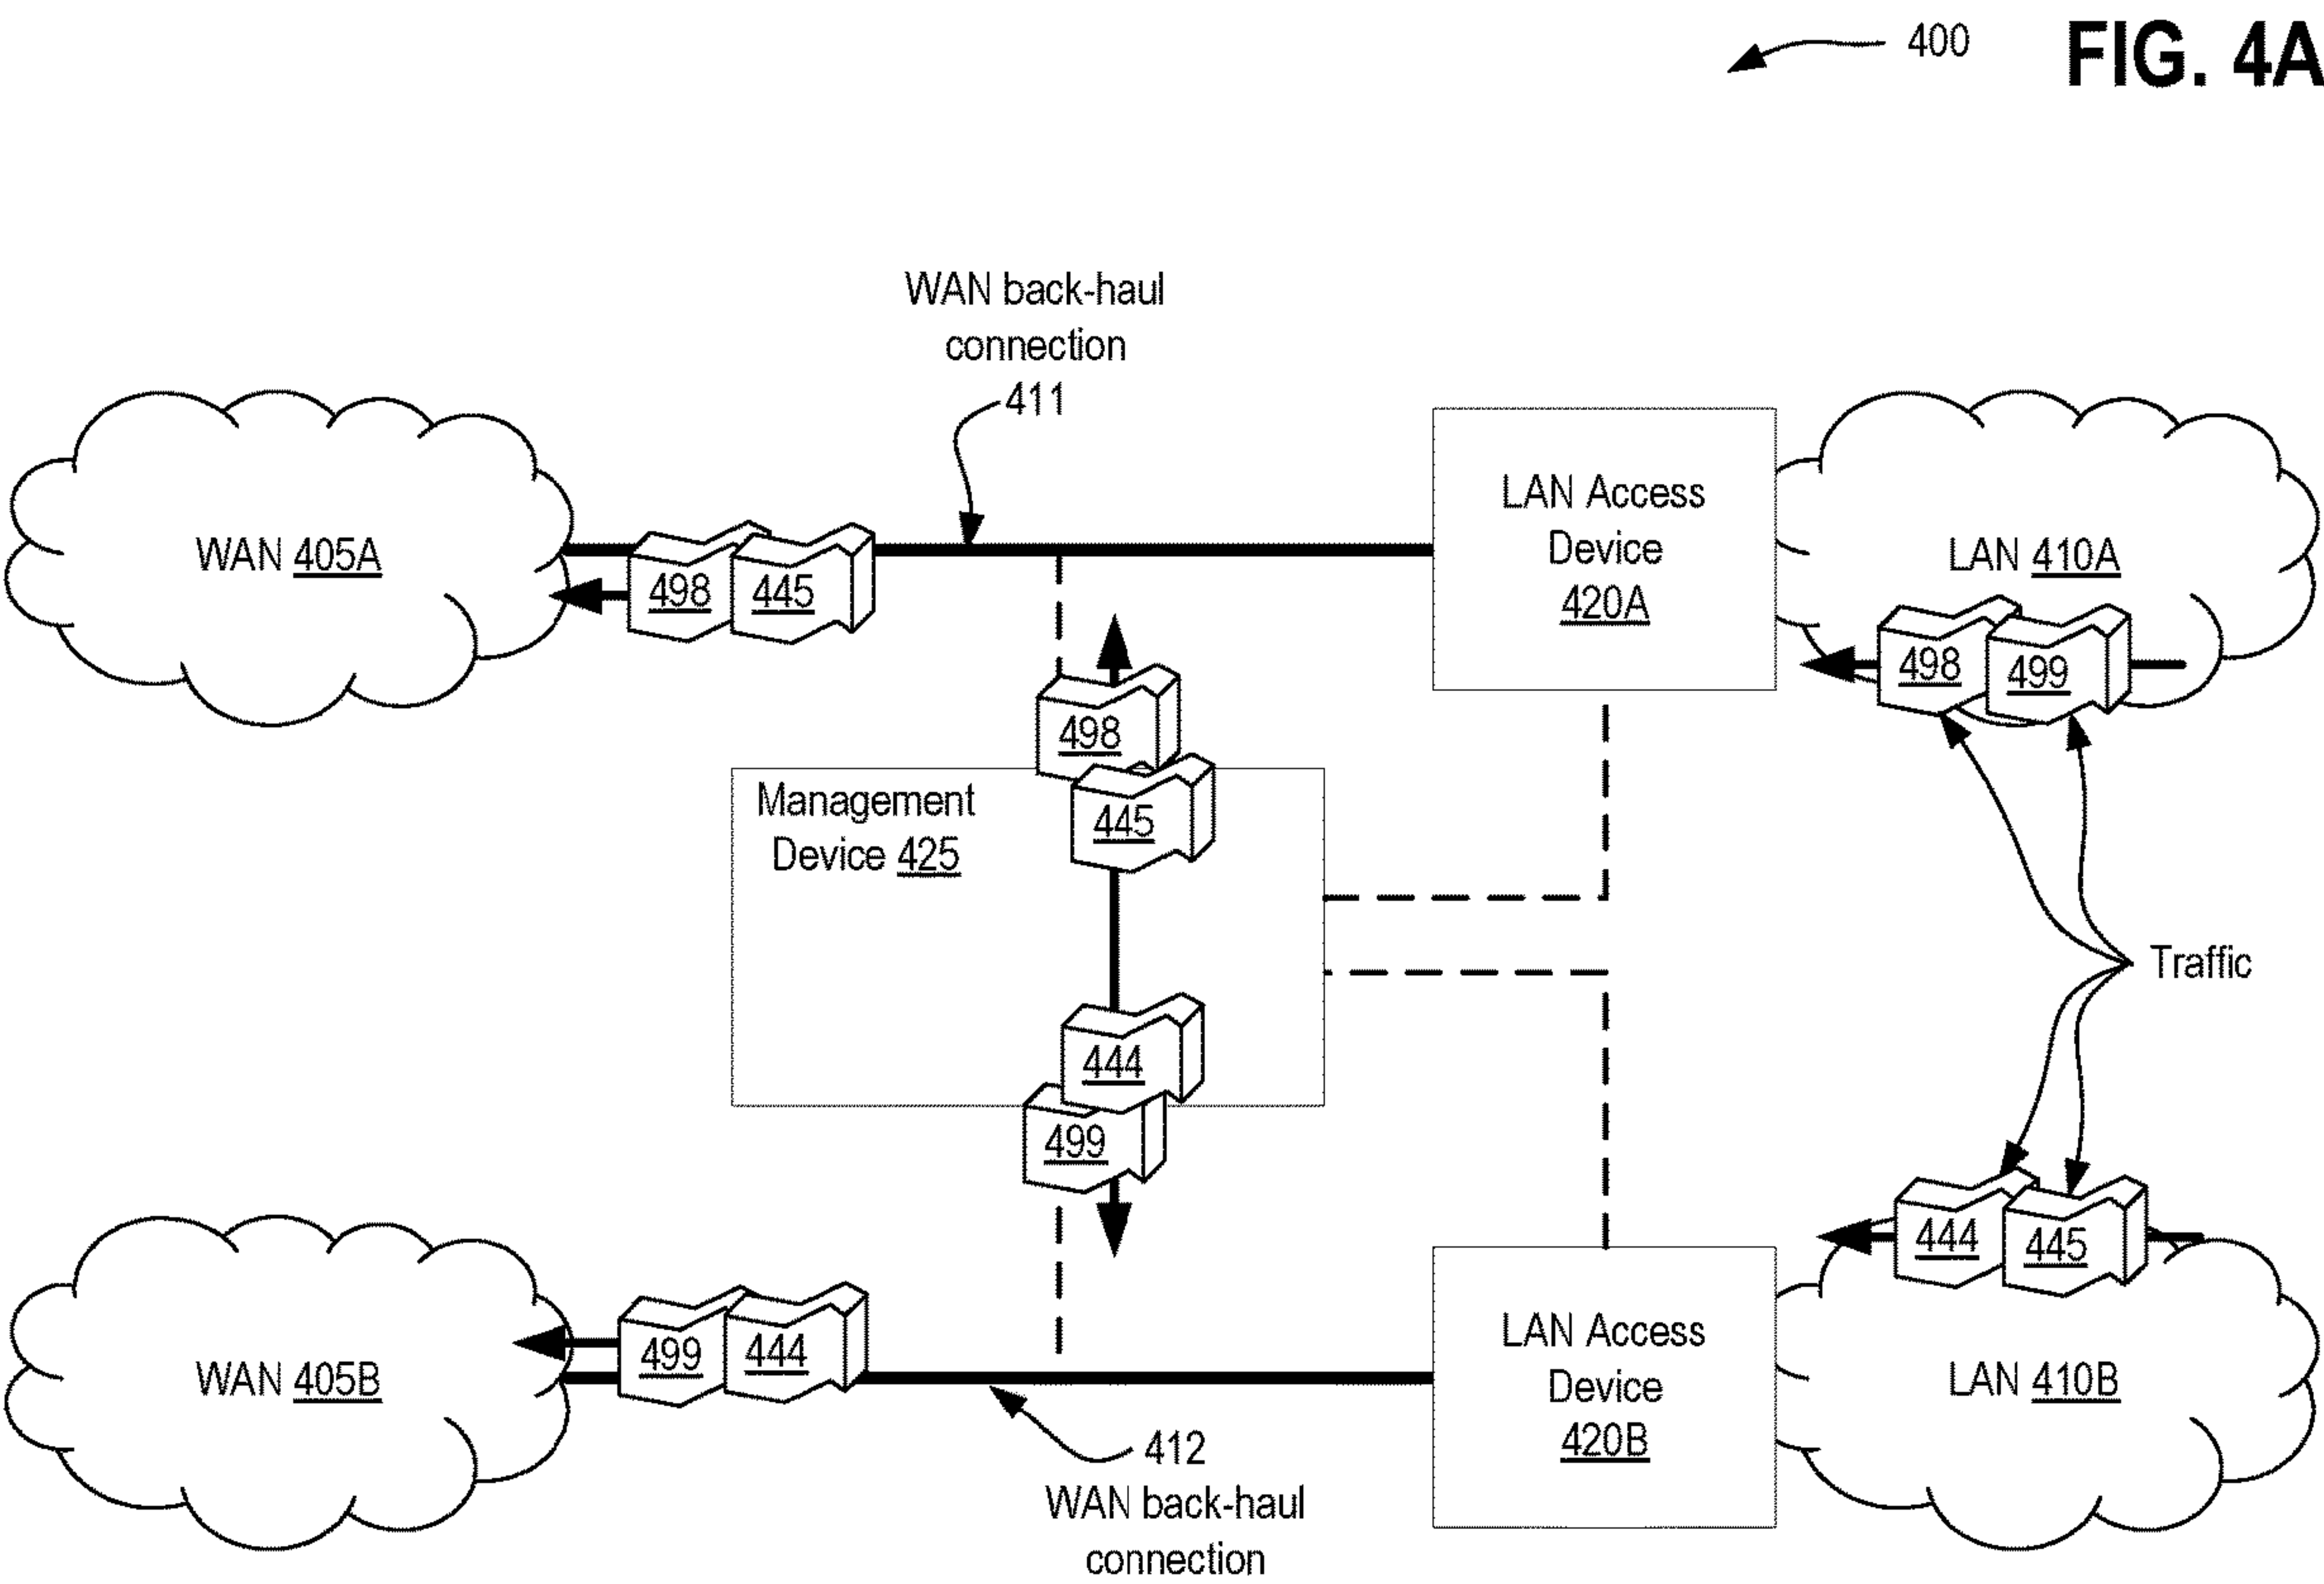 400
FIG. 4A
WAN back-haul
connection
411
WAN 405A
498
445
LAN Access
Device
420A
LAN 410A
498
499
498
445
Management
Device 425
Traffic
444
499
444
445
WAN 405B
499
444
LAN Access
Device
420B
LAN 410B
412
WAN back-haul
connection